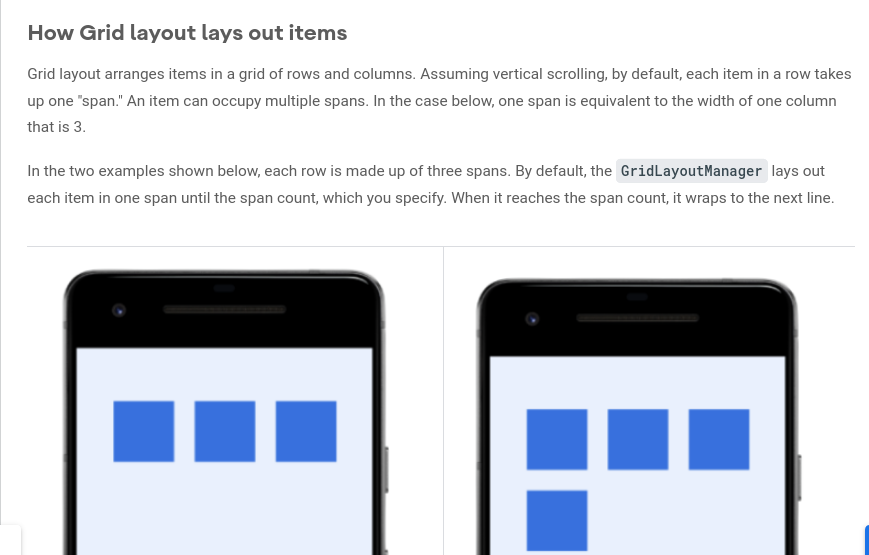 How Grid layout lays out items
Grid layout arranges items in a grid of rows and columns. Assuming vertical scrolling, by default, each item in a row takes
up one "span." An item can occupy multiple spans. In the case below, one span is equivalent to the width of one column
that is 3.
In the two examples shown below, each row is made up of three spans. By default, the GridLayoutManager lays out
each item in one span until the span count, which you specify. When it reaches the span count, it wraps to the next line.